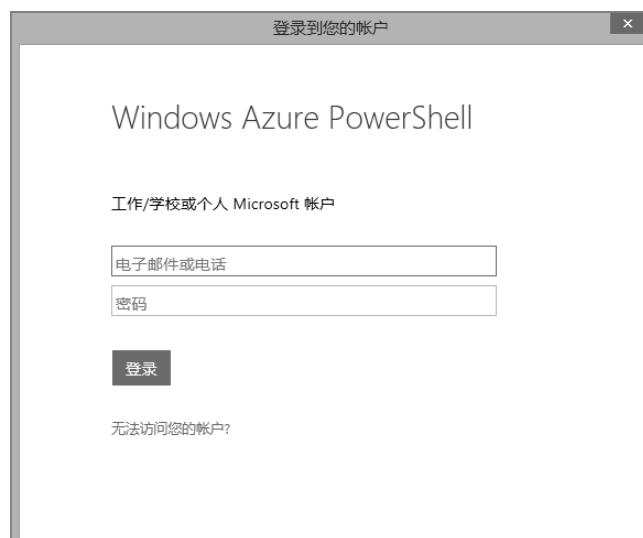 登录到您的帐户
Windows Azure PowerShell
工作/学校或个人 Microsoft 帐户
电子邮件或电话
密码
登录
无法访问您的帐户?